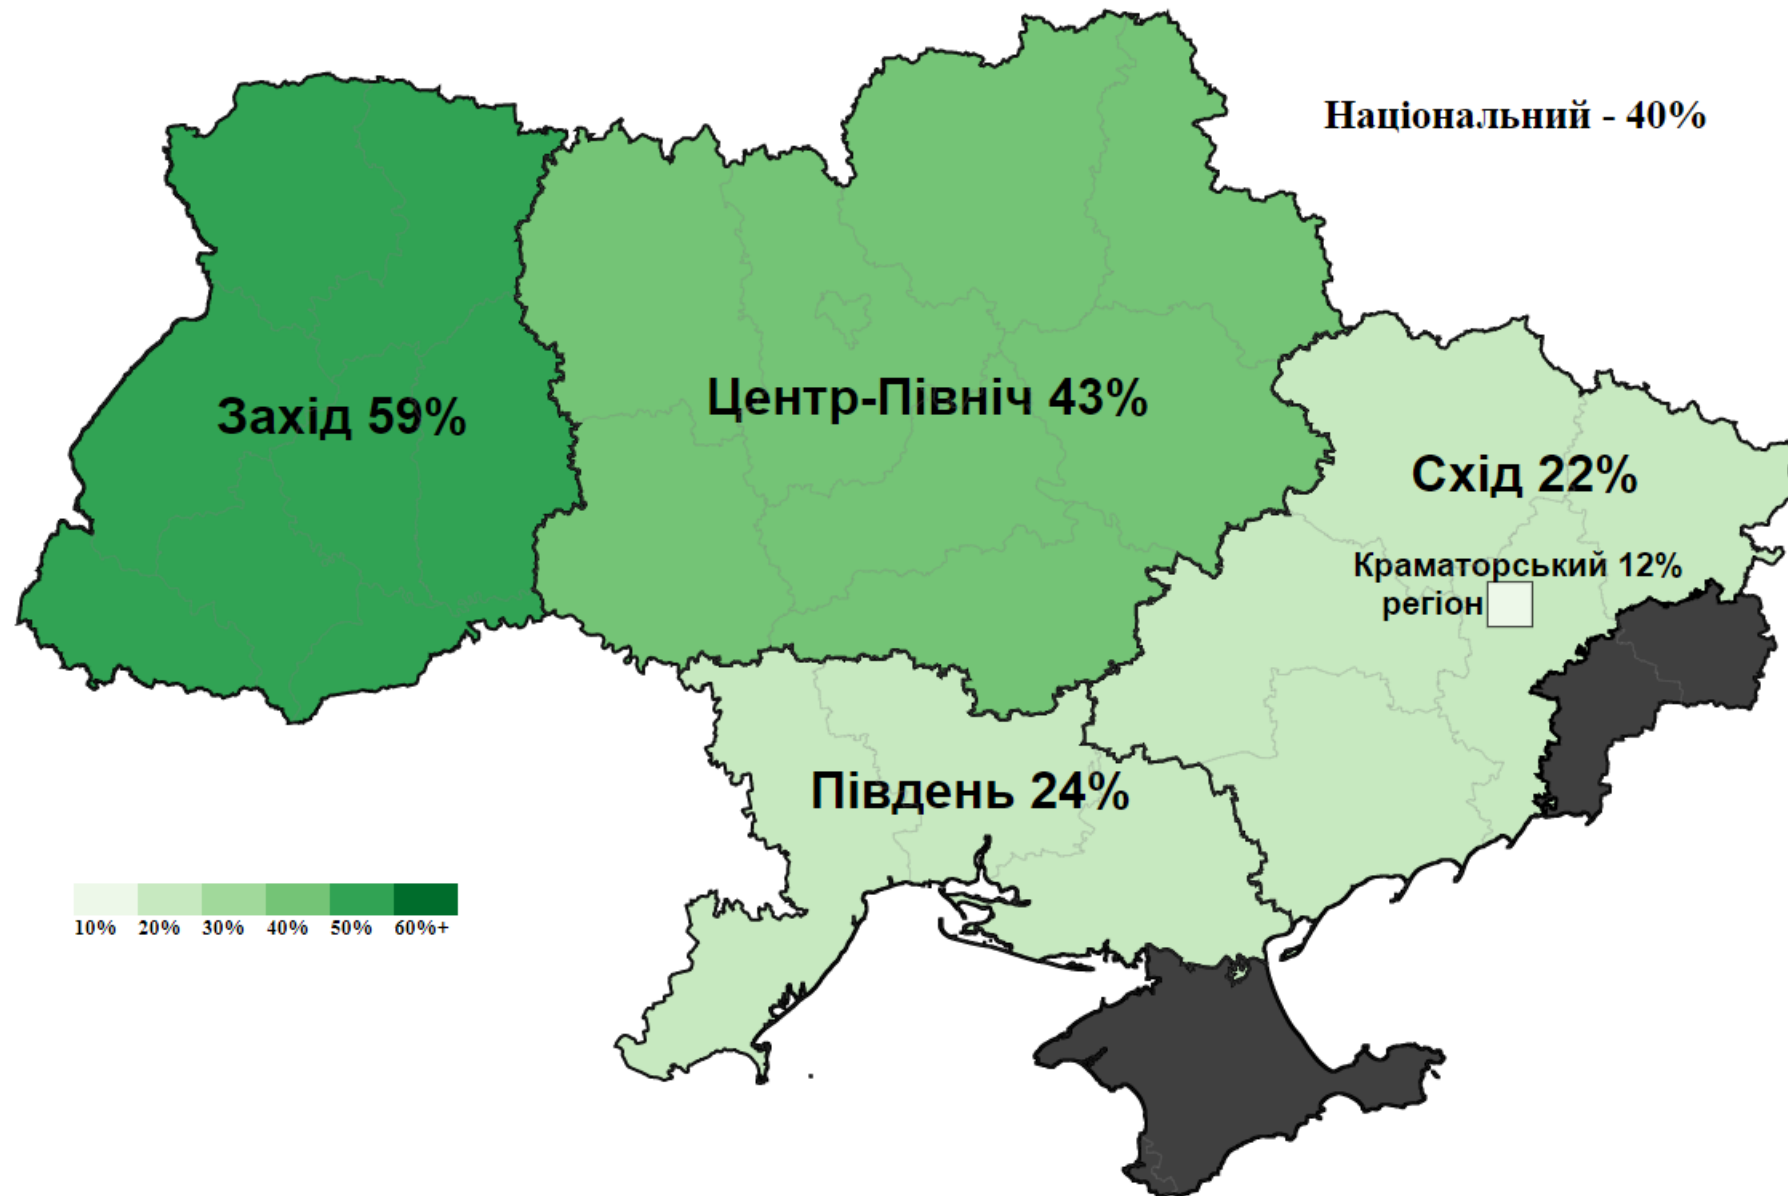 Національний - 40%
Захід 59%
Центр-Північ 43%
Схід 22%
Краматорський 12%
регіон
Південь 24%
10% 20% 30% 40% 50% 60%+